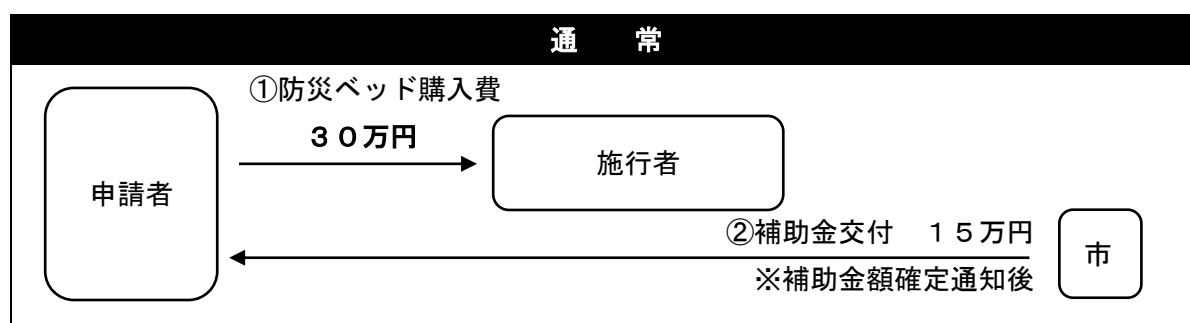 通　常
①防災ベッド購入費
３０万円
施行者
申請者
②補助金交付　１５万円
市
※補助金額確定通知後